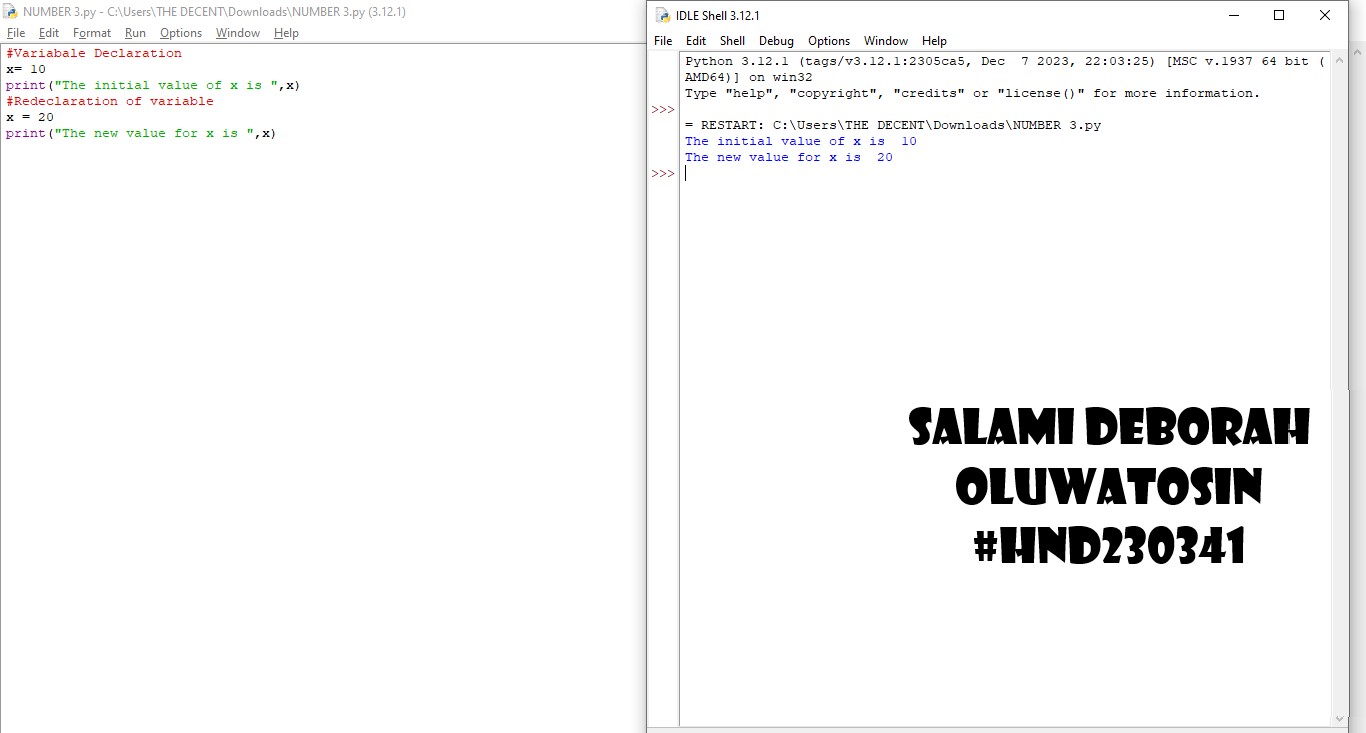 NUMBER 3.py - C:\Users\THE DECENT\Downloads\NUMBER 3.py (3.12.1)
File Edit Format Run Options Window Help
#Variabale Declaration
x= 10
print("The initial value of x is ",x)
#Redeclaration of variable
x = 20
print("The new value for x is ",x)
IDLE Shell 3.12.1
File Edit Shell Debug Options Window Help
Python 3.12.1 (tags/v3.12.1:2305ca5, Dec  7 2023, 22:03:25) [MSC v.1937 64 bit (
AMD64)] on win32
Type "help", "copyright", "credits" or "license()" for more information.
>>>
= RESTART: C:\Users\THE DECENT\Downloads\NUMBER 3.py
The initial value of x is  10
The new value for x is  20
>>>
SALAMI DEBORAH
OLUWATOSIN
#HND230341